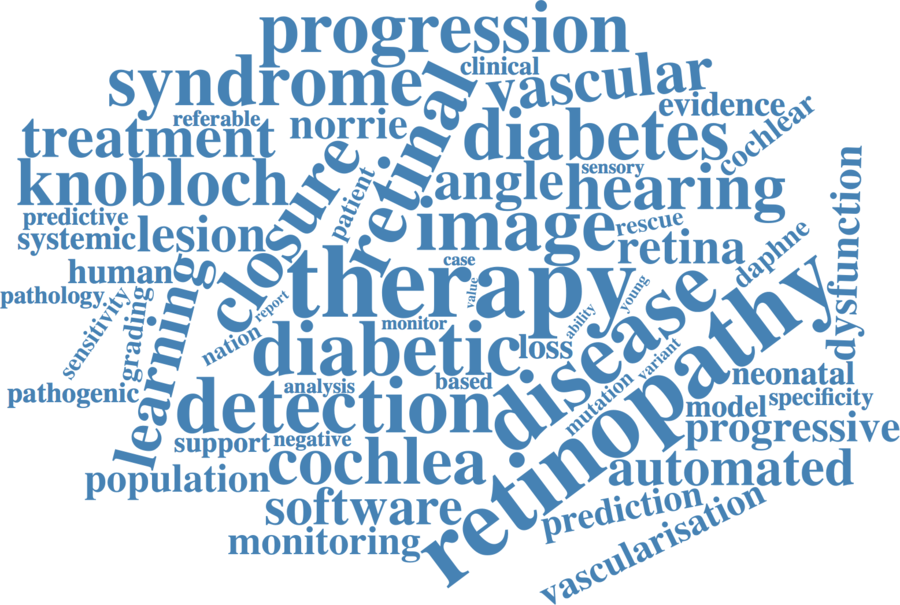 progression
clinical
syndrome
vascular
evidence
referable
norrie
cochlear
treatment
retinal
diabetes
closure
sensory
knobloch
patient
angle
hearing
dysfunction
predictive
image
rescue
systemic
lesion
retina
daphne
human
case
therapy
pathology
learning
value
young
sensitivity
grading
report
disease
retinopathy
nation
monitor
ability
diabetic
loss
variant
neonatal
pathogenic
analysis
based
mutation
specificity
detection
model
support
negative
progressive
population
cochlea
automated
software
prediction
monitoring
vascularisation